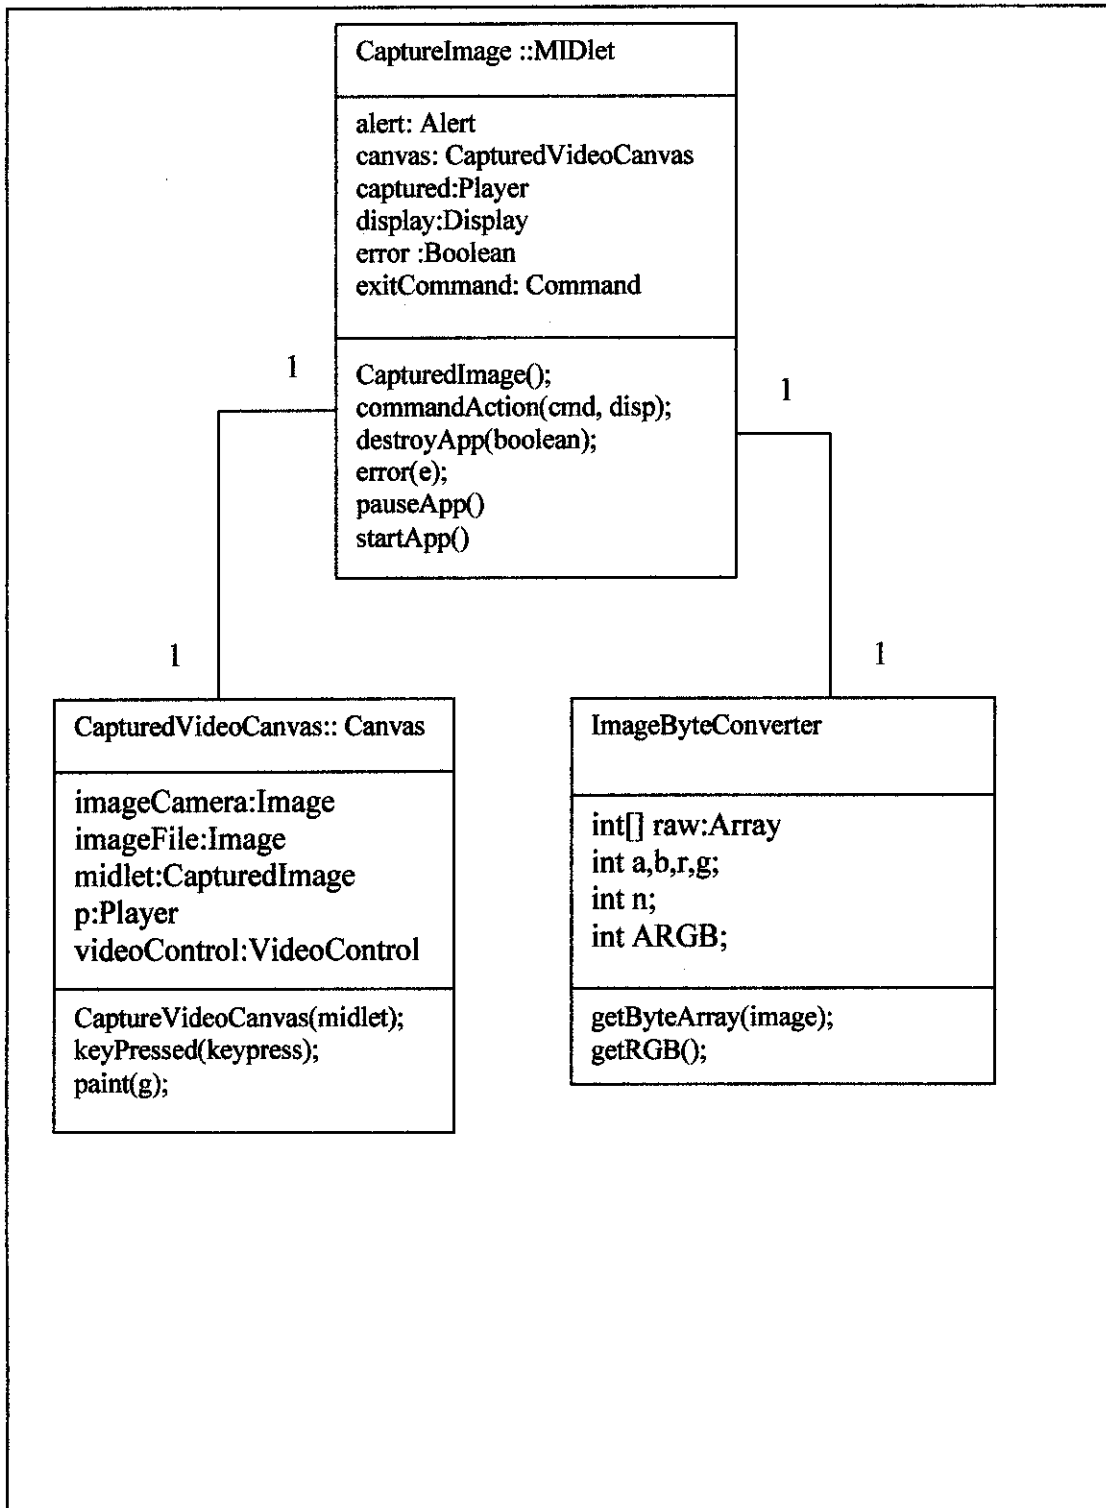 CaptureImage ::MIDlet
alert: Alert
canvas: CapturedVideoCanvas
captured:Player
display:Display
error :Boolean
exitCommand: Command
1
1
CapturedImage();
commandAction(cmd, disp);
destroyApp(boolean);
error(e);
pauseApp()
startApp()
1
1
CapturedVideoCanvas:: Canvas
imageCamera:Image
imageFile:Image
midlet:CapturedImage
p:Player
videoControl:VideoControl
CaptureVideoCanvas(midlet);
keyPressed(keypress);
paint(g);
ImageByteConverter
int[] raw:Array
int a,b,r,g;
int n;
int ARGB;
getByteArray(image);
getRGB();